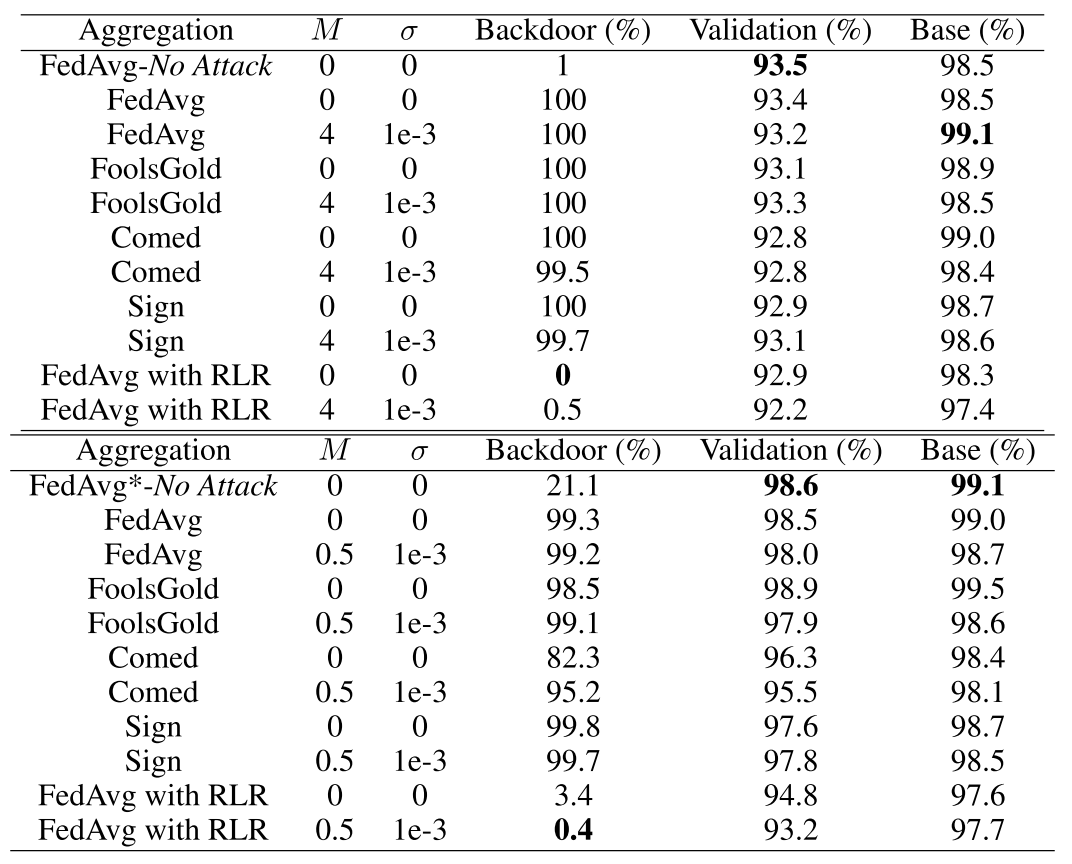 Aggregation M σ Backdoor (%) Validation (%) Base (%)
FedAvg-No Attack 0 0 1 93.5 98.5
FedAvg 0 0 100 93.4 98.5
FedAvg 4 1e-3 100 93.2 99.1
FoolsGold 0 0 100 93.1 98.9
FoolsGold 4 1e-3 100 93.3 98.5
Comed 0 0 100 92.8 99.0
Comed 4 1e-3 99.5 92.8 98.4
Sign 0 0 100 92.9 98.7
Sign 4 1e-3 99.7 93.1 98.6
FedAvg with RLR 0 0 0 92.9 98.3
FedAvg with RLR 4 1e-3 0.5 92.2 97.4
Aggregation M σ Backdoor (%) Validation (%) Base (%)
FedAvg*-No Attack 0 0 21.1 98.6 99.1
FedAvg 0 0 99.3 98.5 99.0
FedAvg 0.5 1e-3 99.2 98.0 98.7
FoolsGold 0 0 98.5 98.9 99.5
FoolsGold 0.5 1e-3 99.1 97.9 98.6
Comed 0 0 82.3 96.3 98.4
Comed 0.5 1e-3 95.2 95.5 98.1
Sign 0 0 99.8 97.6 98.7
Sign 0.5 1e-3 99.7 97.8 98.5
FedAvg with RLR 0 0 3.4 94.8 97.6
FedAvg with RLR 0.5 1e-3 0.4 93.2 97.7